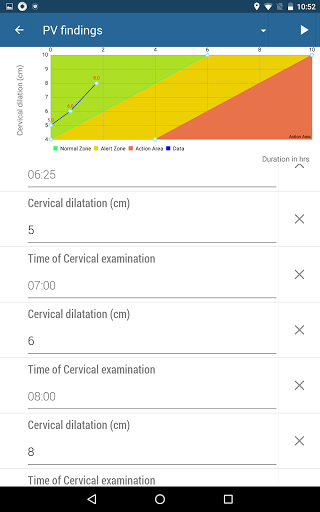 10:52
PV findings
0 2 4 6 8 10
10
9
8
7
6
5
4
Cervical dilation (cm)
5.0
6.0
8.0
Action Area
Normal Zone Alert Zone Action Area Data
Duration in hrs
06:25
Cervical dilatation (cm)
5
Time of Cervical examination
07:00
Cervical dilatation (cm)
6
Time of Cervical examination
08:00
Cervical dilatation (cm)
8
Time of Cervical examination